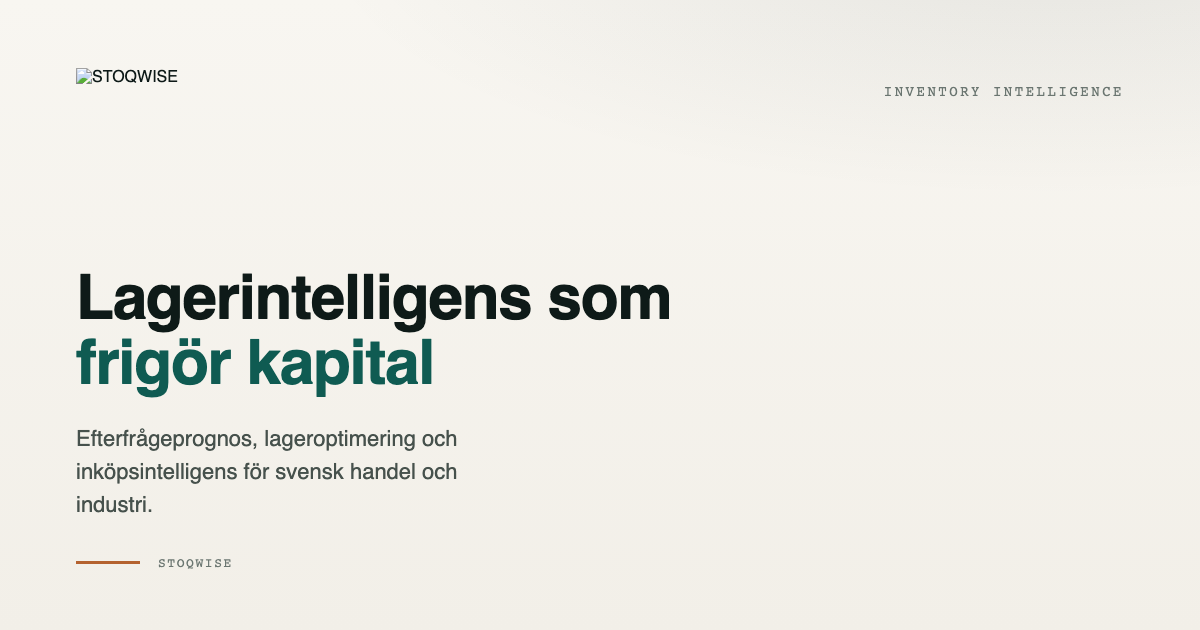 STOQWISE
INVENTORY INTELLIGENCE
Lagerintelligens som
frigör kapital
Efterfrågeprognos, lageroptimering och
inköpsintelligens för svensk handel och
industri.
STOQWISE